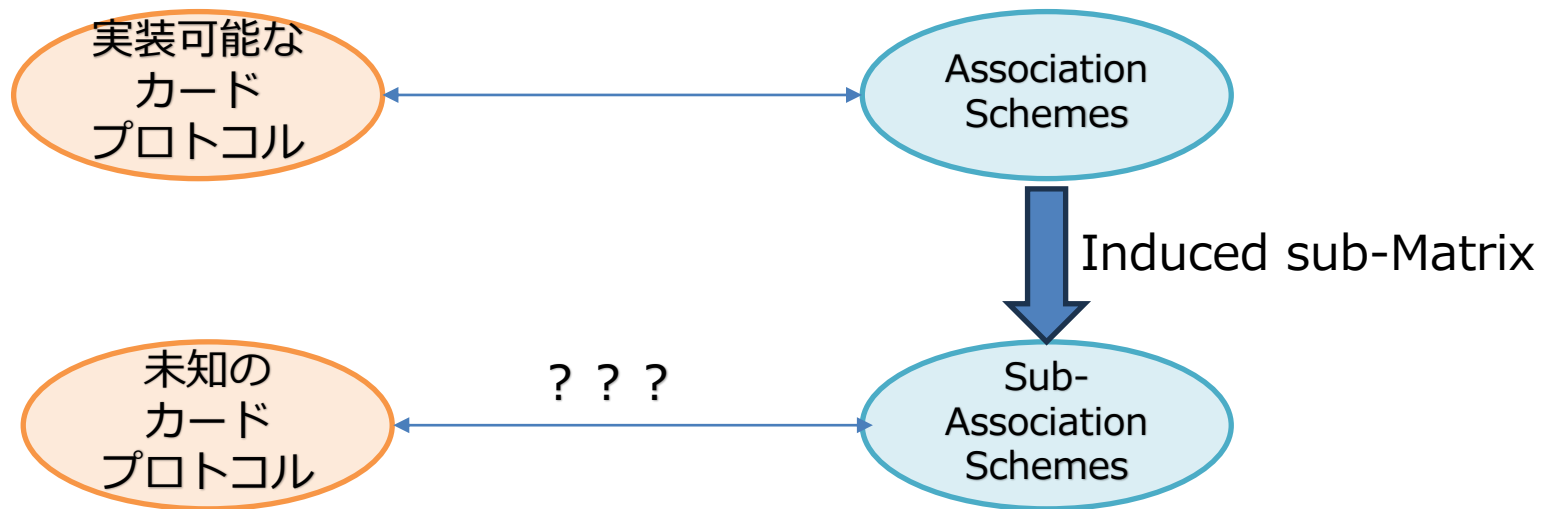 実装可能な
カード
プロトコル
Association
Schemes
Induced sub-Matrix
未知の
カード
プロトコル
？？？
Sub-
Association
Schemes